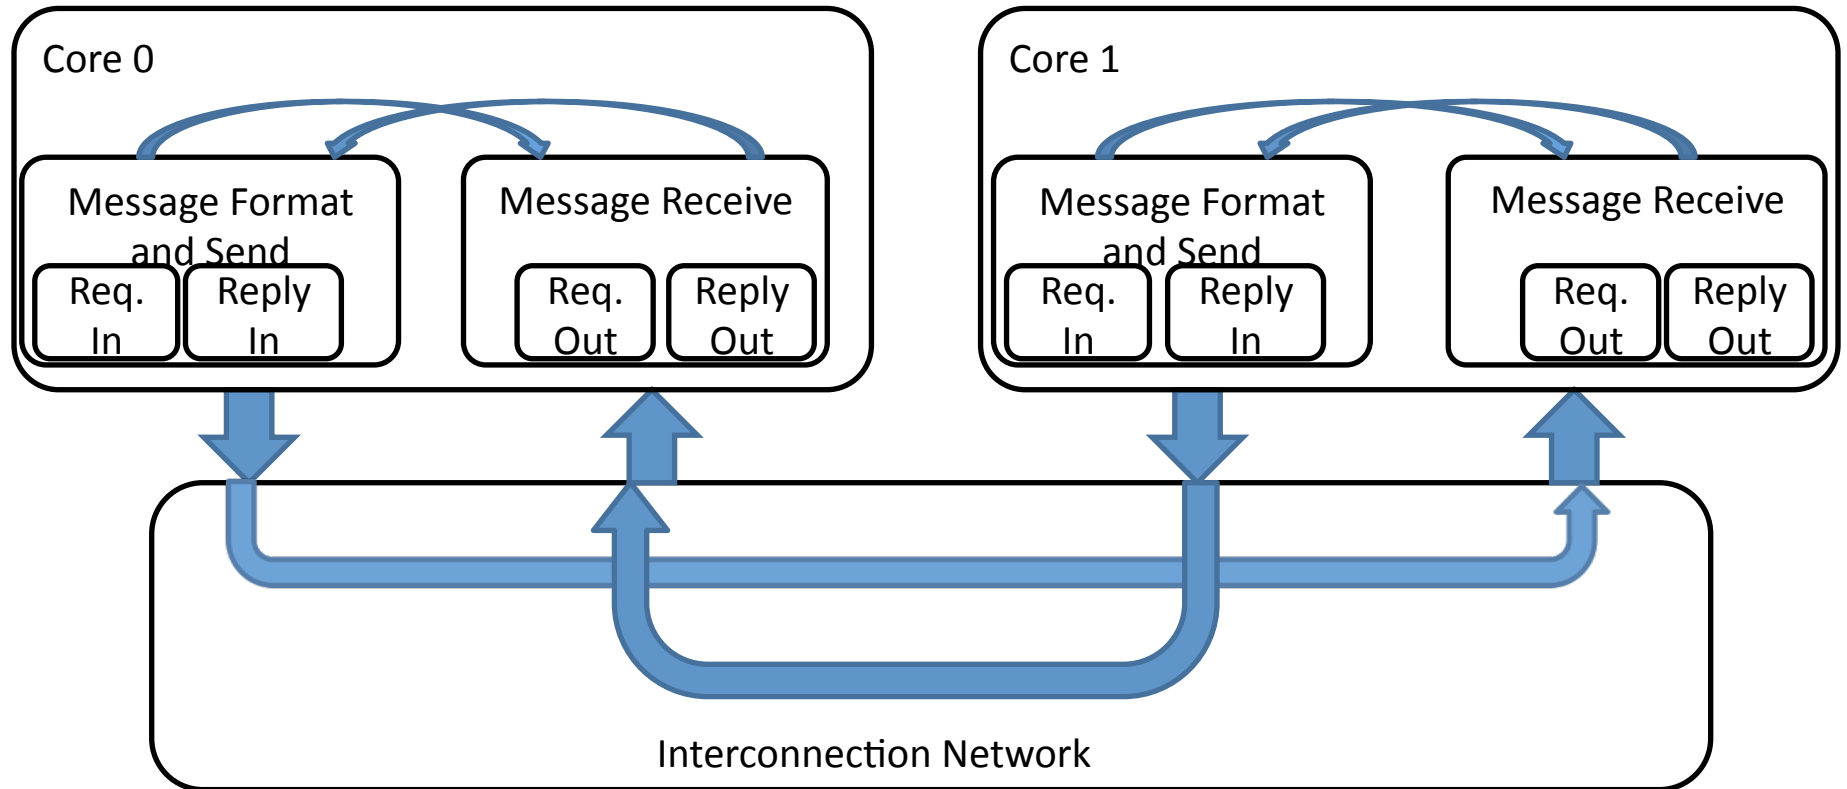 Core 0
Message Format
and Send
Req.
In
Reply
In
Message Receive
Req.
Out
Reply
Out
Core 1
Message Format
and Send
Req.
In
Reply
In
Message Receive
Req.
Out
Reply
Out
Interconnection Network